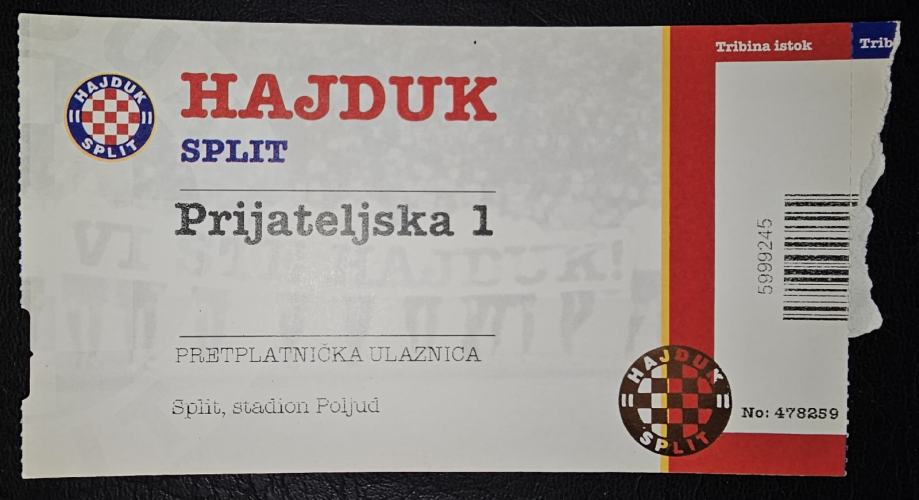 HAJDUK
SPLIT
HAJDUK
SPLIT
Prijateljska 1
PRETPLATNIČKA ULAZNICA
Split, stadion Poljud
Tribina istok
Trib
5999245
HAJDUK
SPLIT
No: 478259